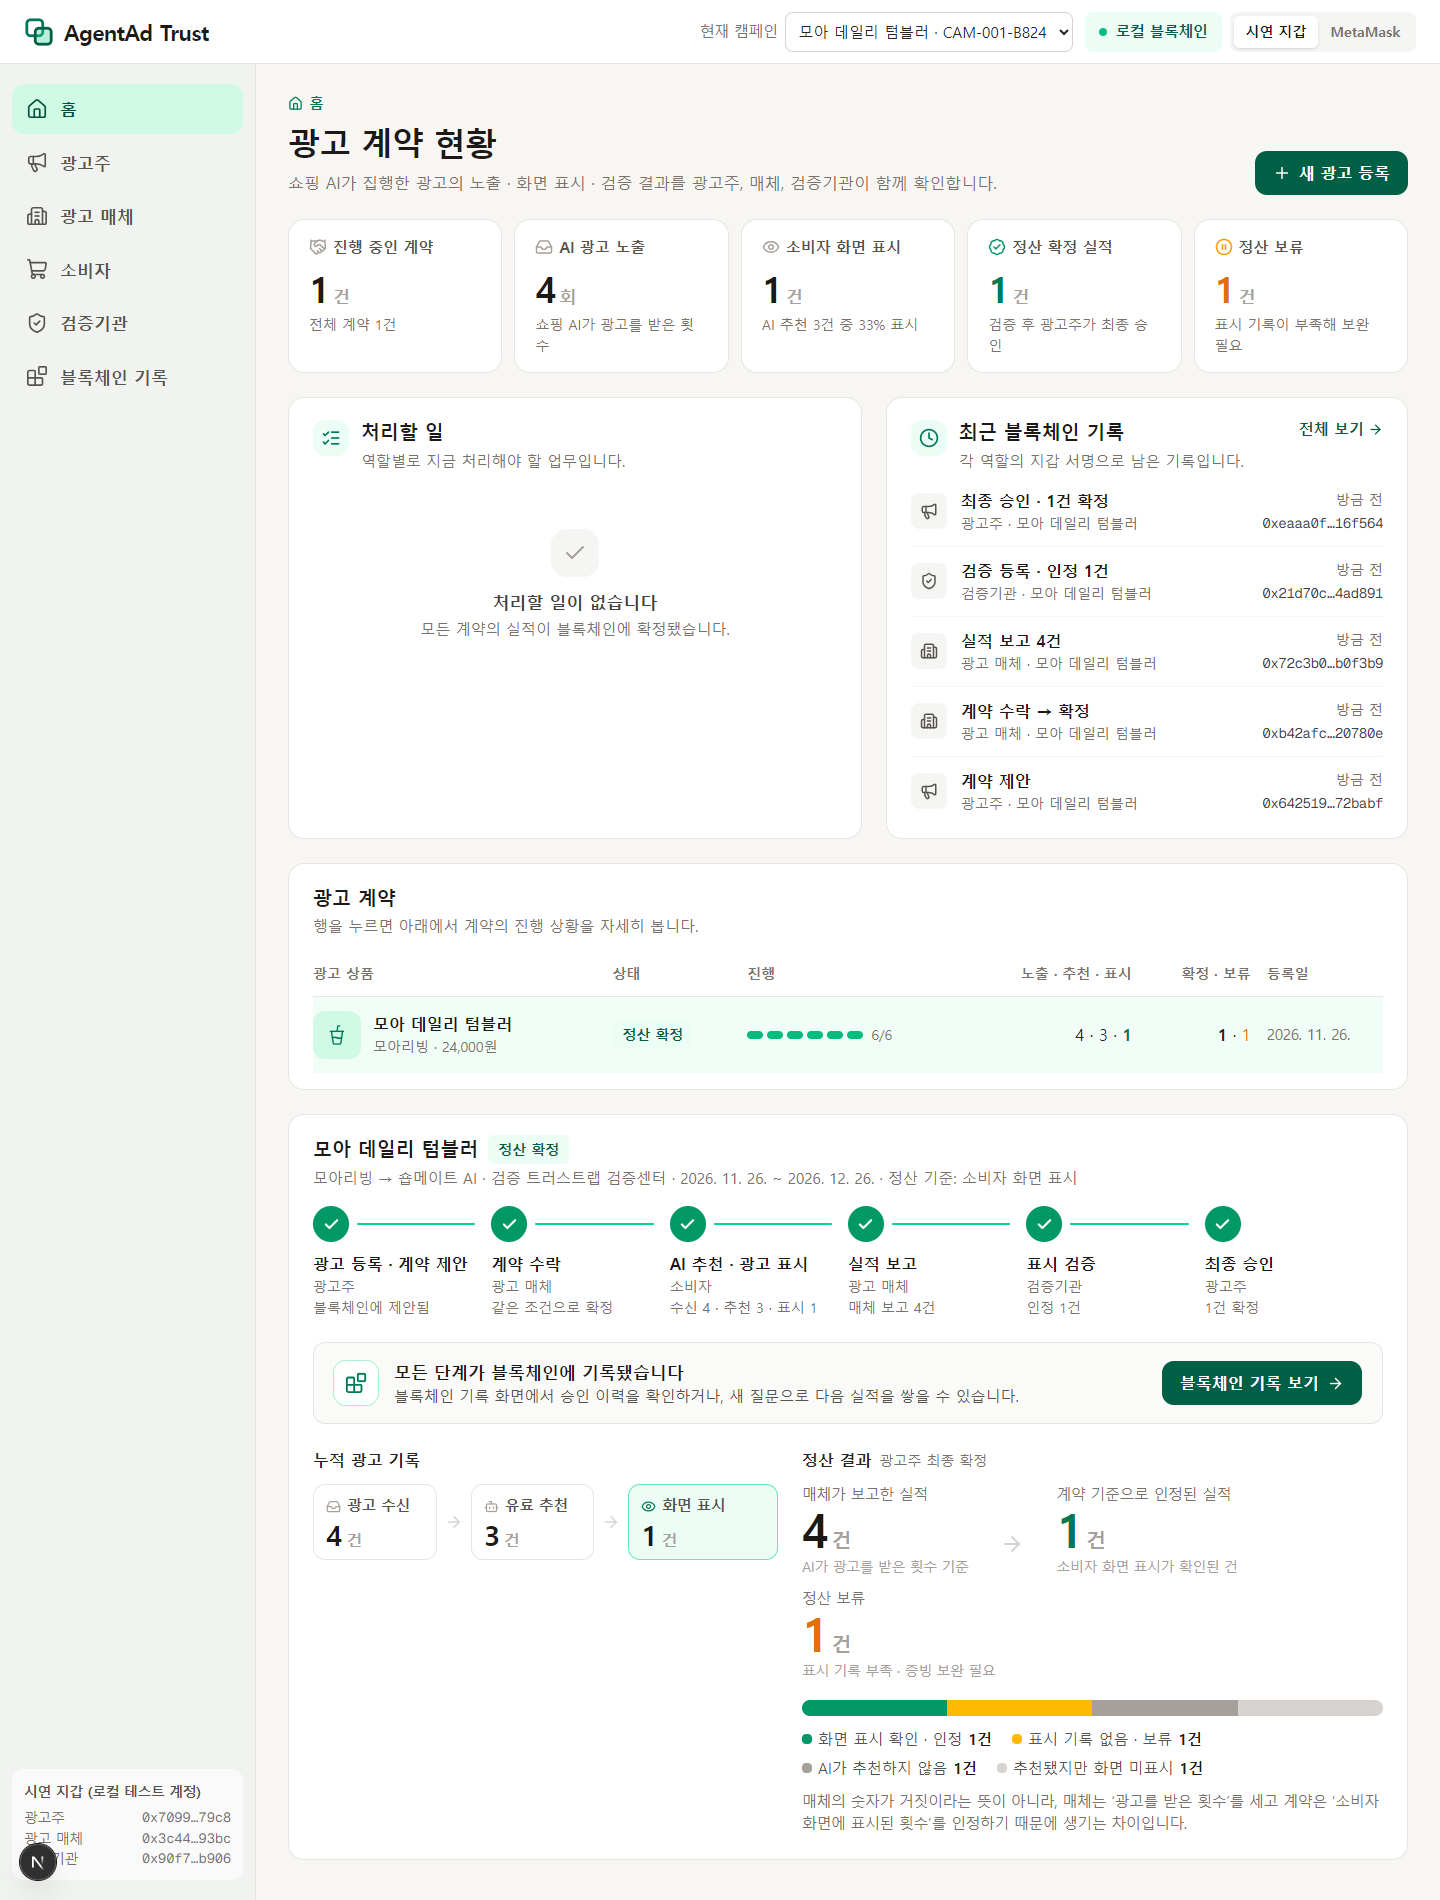 AgentAd Trust
현재 캠페인
모아 데일리 텀블러 · CAM-001-B824
로컬 블록체인
시연 지갑
MetaMask
홈
광고주
광고 매체
소비자
검증기관
블록체인 기록
홈
광고 계약 현황
쇼핑 AI가 집행한 광고의 노출 · 화면 표시 · 검증 결과를 광고주, 매체, 검증기관이 함께 확인합니다.
+ 새 광고 등록
진행 중인 계약
1 건
전체 계약 1건
AI 광고 노출
4 회
쇼핑 AI가 광고를 받은 횟
수
소비자 화면 표시
1 건
AI 추천 3건 중 33% 표시
정산 확정 실적
1 건
검증 후 광고주가 최종 승
인
정산 보류
1 건
표시 기록이 부족해 보완
필요
처리할 일
역할별로 지금 처리해야 할 업무입니다.
처리할 일이 없습니다
모든 계약의 실적이 블록체인에 확정됐습니다.
최근 블록체인 기록
전체 보기 →
각 역할의 지갑 서명으로 남은 기록입니다.
최종 승인 · 1건 확정
방금 전
광고주 · 모아 데일리 텀블러
0xeaaa0f…16f564
검증 등록 · 인정 1건
방금 전
검증기관 · 모아 데일리 텀블러
0x21d70c…4ad891
실적 보고 4건
방금 전
광고 매체 · 모아 데일리 텀블러
0x72c3b0…b0f3b9
계약 수락 → 확정
방금 전
광고 매체 · 모아 데일리 텀블러
0xb42afc…20780e
계약 제안
방금 전
광고주 · 모아 데일리 텀블러
0x642519…72babf
광고 계약
행을 누르면 아래에서 계약의 진행 상황을 자세히 봅니다.
광고 상품
상태
진행
노출 · 추천 · 표시
확정 · 보류
등록일
모아 데일리 텀블러
모아리빙 · 24,000원
정산 확정
6/6
4 · 3 · 1
1 · 1
2026. 11. 26.
모아 데일리 텀블러
정산 확정
모아리빙 → 숍메이트 AI · 검증 트러스트랩 검증센터 · 2026. 11. 26. ~ 2026. 12. 26. · 정산 기준: 소비자 화면 표시
광고 등록 · 계약 제안
광고주
블록체인에 제안됨
계약 수락
광고 매체
같은 조건으로 확정
AI 추천 · 광고 표시
소비자
수신 4 · 추천 3 · 표시 1
실적 보고
광고 매체
매체 보고 4건
표시 검증
검증기관
인정 1건
최종 승인
광고주
1건 확정
모든 단계가 블록체인에 기록됐습니다
블록체인 기록 화면에서 승인 이력을 확인하거나, 새 질문으로 다음 실적을 쌓을 수 있습니다.
블록체인 기록 보기 →
누적 광고 기록
광고 수신
4 건
유료 추천
3 건
화면 표시
1 건
정산 결과 광고주 최종 확정
매체가 보고한 실적
4 건
AI가 광고를 받은 횟수 기준
계약 기준으로 인정된 실적
1 건
소비자 화면 표시가 확인된 건
정산 보류
1 건
표시 기록 부족 · 증빙 보완 필요
화면 표시 확인 · 인정 1건
표시 기록 없음 · 보류 1건
AI가 추천하지 않음 1건
추천됐지만 화면 미표시 1건
매체의 숫자가 거짓이라는 뜻이 아니라, 매체는 ‘광고를 받은 횟수’를 세고 계약은 ‘소비자
화면에 표시된 횟수’를 인정하기 때문에 생기는 차이입니다.
시연 지갑 (로컬 테스트 계정)
광고주
0x7099…79c8
광고 매체
0x3c44…93bc
기관
0x90f7…b906
N